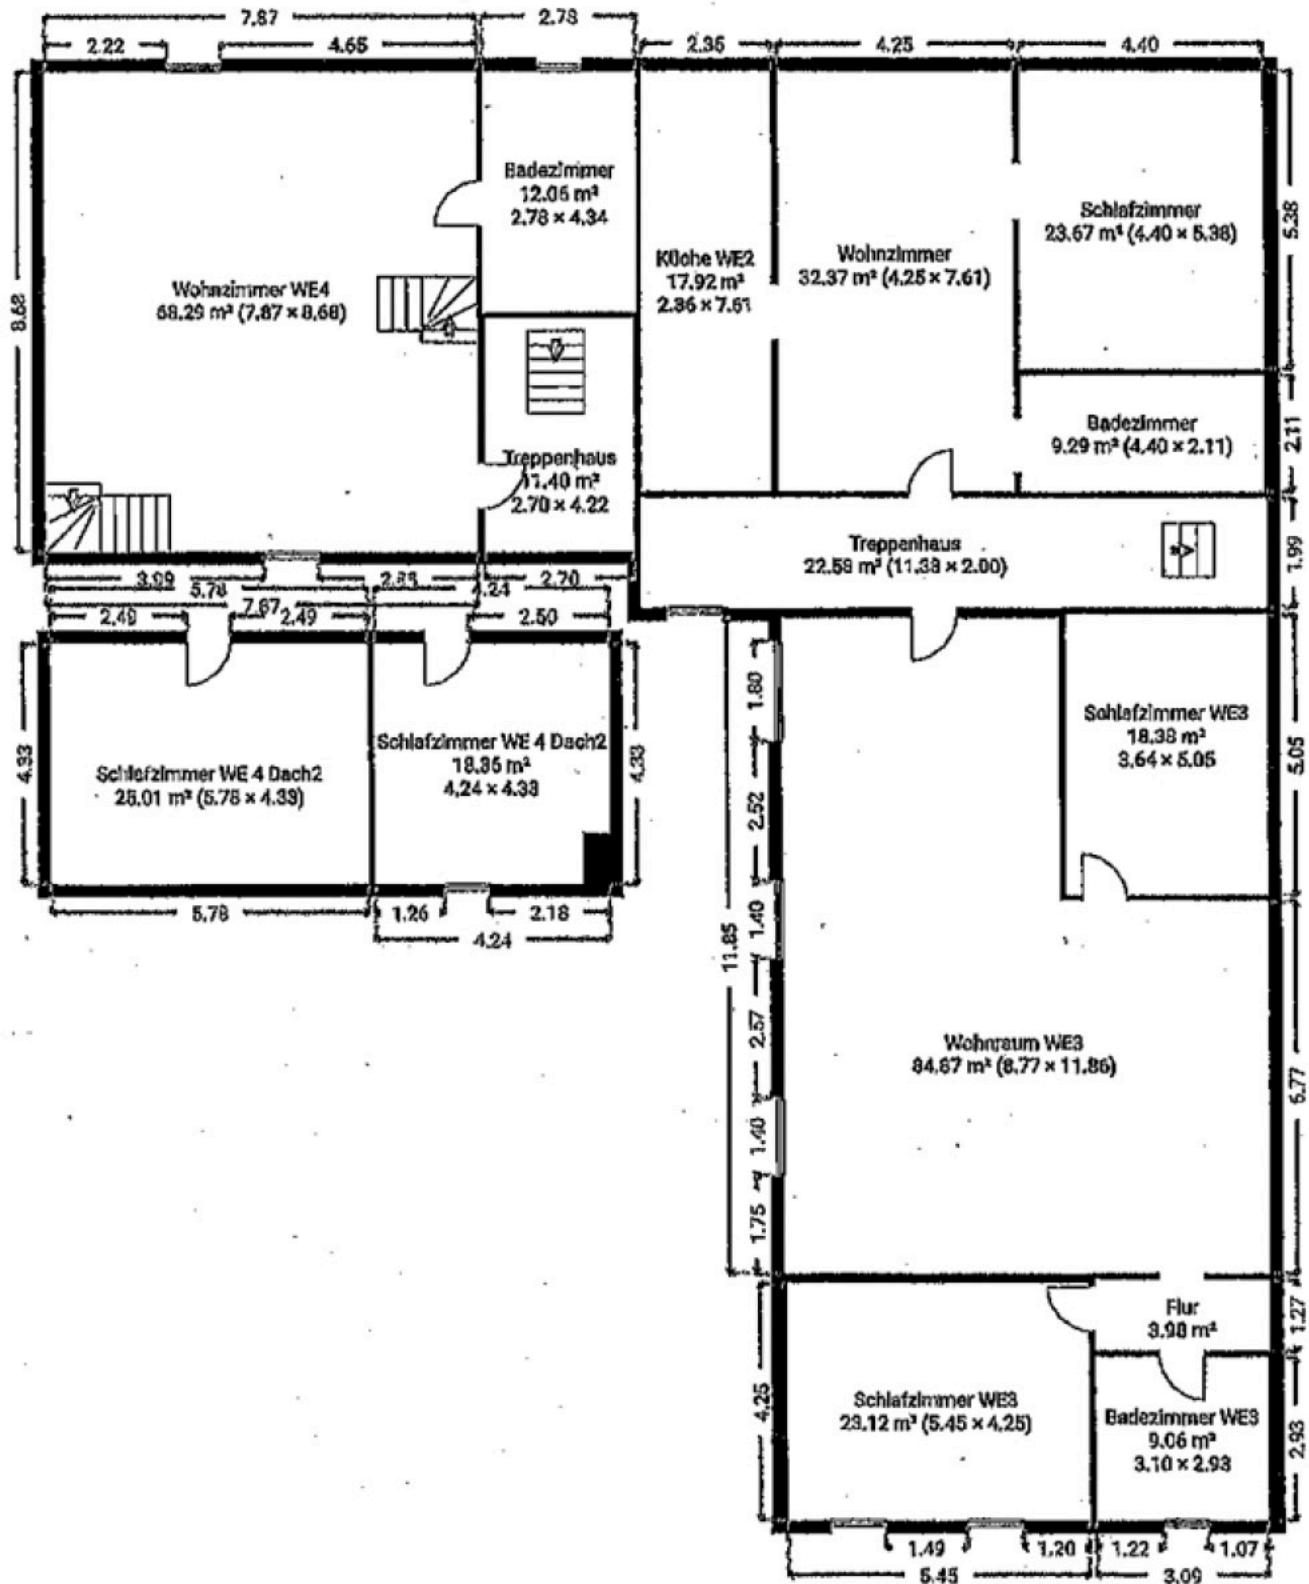 7.87
2.78
2.22
4.65
2.35
4.25
4.40
8.68
Badezimmer
12.06 m²
2.78 × 4.34
Wohnzimmer WE4
68.29 m² (7.87 × 8.68)
Küche WE2
17.92 m²
2.36 × 7.61
Wohnzimmer
32.37 m² (4.25 × 7.61)
Schlafzimmer
23.67 m² (4.40 × 5.38)
5.38
Badezimmer
9.29 m² (4.40 × 2.11)
2.11
Treppenhaus
11.40 m²
2.70 × 4.22
Treppenhaus
22.58 m² (11.38 × 2.00)
1.99
3.99
2.70
5.78
4.24
7.87
2.49
2.49
2.50
4.33
Schlafzimmer WE 4 Dach2
25.01 m² (5.78 × 4.33)
Schlafzimmer WE 4 Dach2
18.35 m²
4.24 × 4.33
4.33
5.78
1.26
2.18
4.24
1.80
2.52
1.40
11.85
2.57
1.40
1.75
Schlafzimmer WE3
18.38 m²
3.64 × 5.05
5.05
Wohnraum WE3
84.87 m² (8.77 × 11.86)
6.77
Flur
3.98 m²
1.27
4.25
Schlafzimmer WE3
23.12 m² (5.45 × 4.25)
Badezimmer WE3
9.06 m²
3.10 × 2.93
2.93
1.49
1.20
1.22
1.07
5.45
3.09